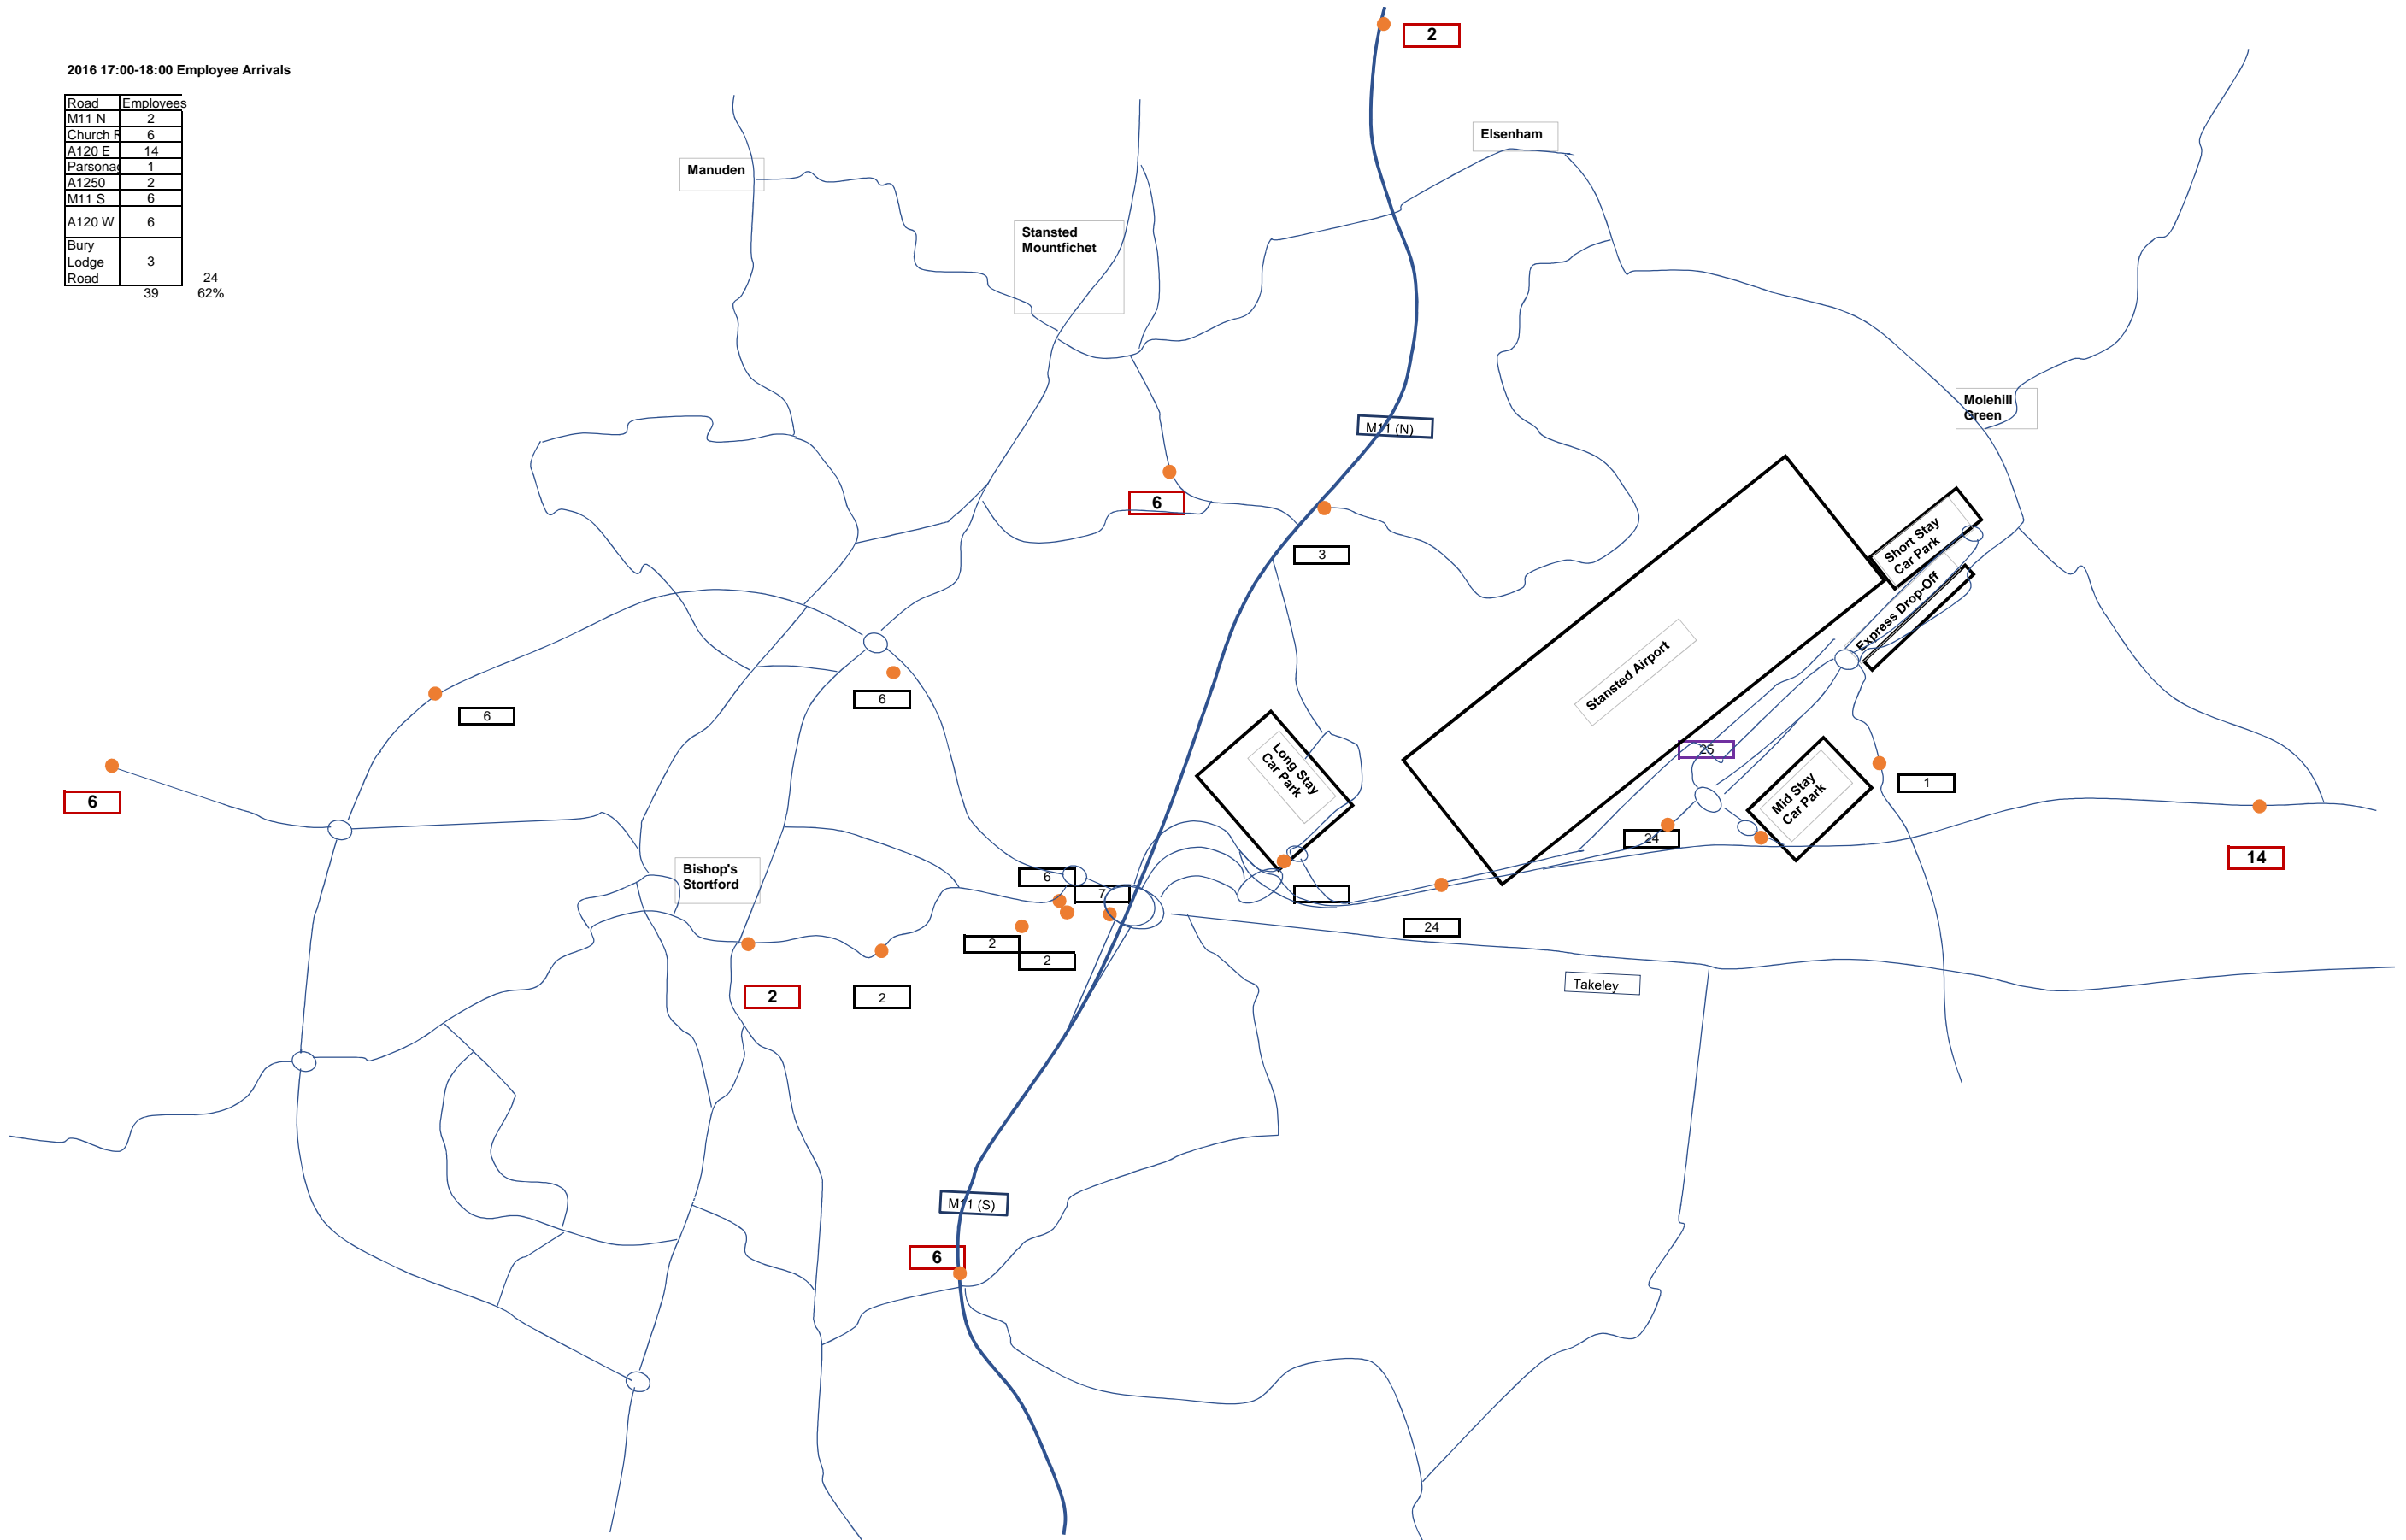 2
2016 17:00-18:00 Employee Arrivals
Road Employees
M11 N 2
Church R 6
A120 E 14
Parsonag 1
A1250 2
M11 S 6
A120 W 6
Bury
Lodge 3
Road 24
39 62%
Elsenham
Manuden
Stansted
Mountfichet
Molehill
Green
M11 (N)
6
3
Short Stay
Car Park
Express Drop-Off
Stansted Airport
6
6
25
Long Stay
Car Park
Mid Stay
Car Park
1
6
24
14
Bishop's
Stortford
6
7
24
2
2
2
2
Takeley
M11 (S)
6